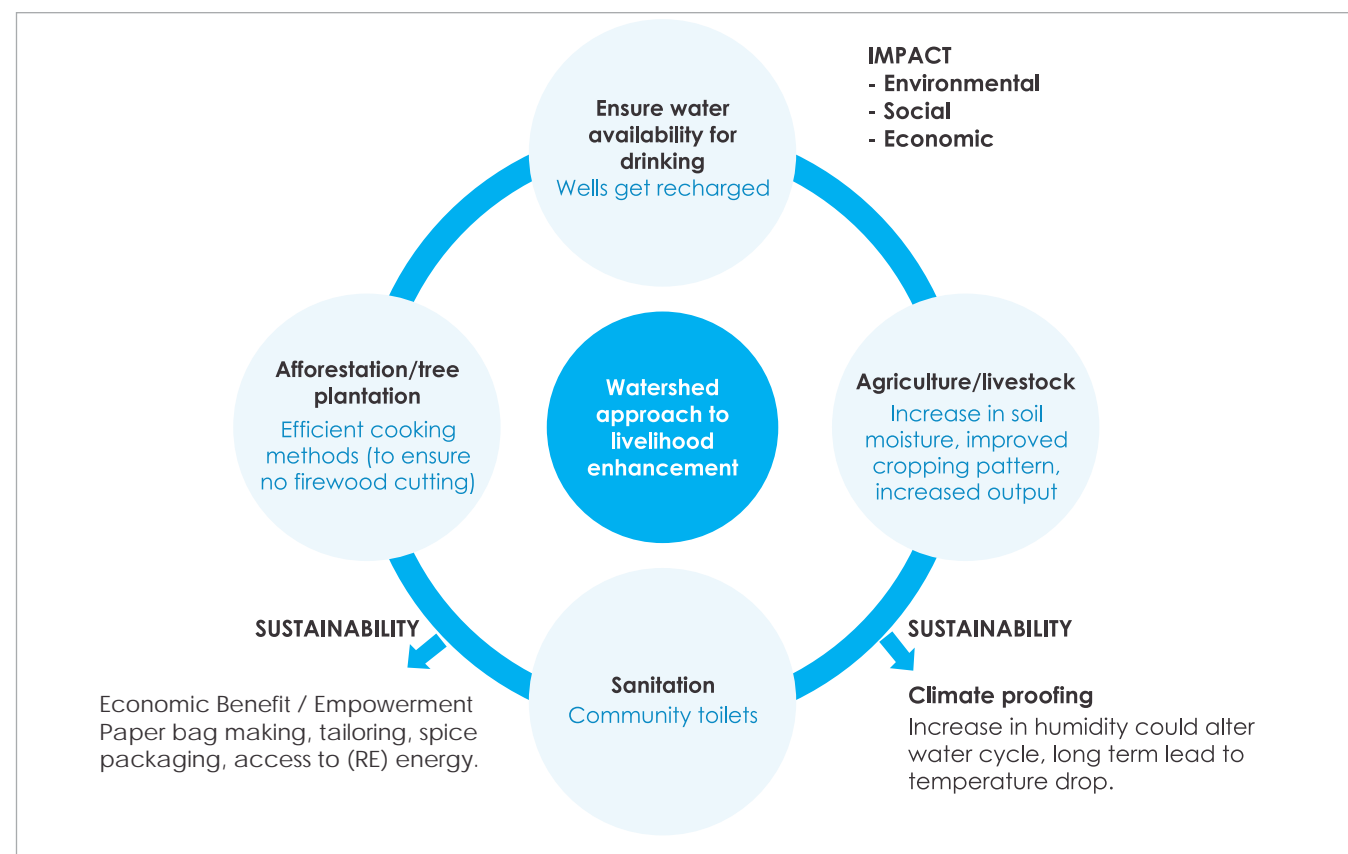 IMPACT
- Environmental
- Social
- Economic
Ensure water
availability for
drinking
Wells get recharged
Afforestation/tree
plantation
Efficient cooking
methods (to ensure
no firewood cutting)
Watershed
approach to
livelihood
enhancement
Agriculture/livestock
Increase in soil
moisture, improved
cropping pattern,
increased output
SUSTAINABILITY
Economic Benefit / Empowerment
Paper bag making, tailoring, spice
packaging, access to (RE) energy.
Sanitation
Community toilets
SUSTAINABILITY
Climate proofing
Increase in humidity could alter
water cycle, long term lead to
temperature drop.